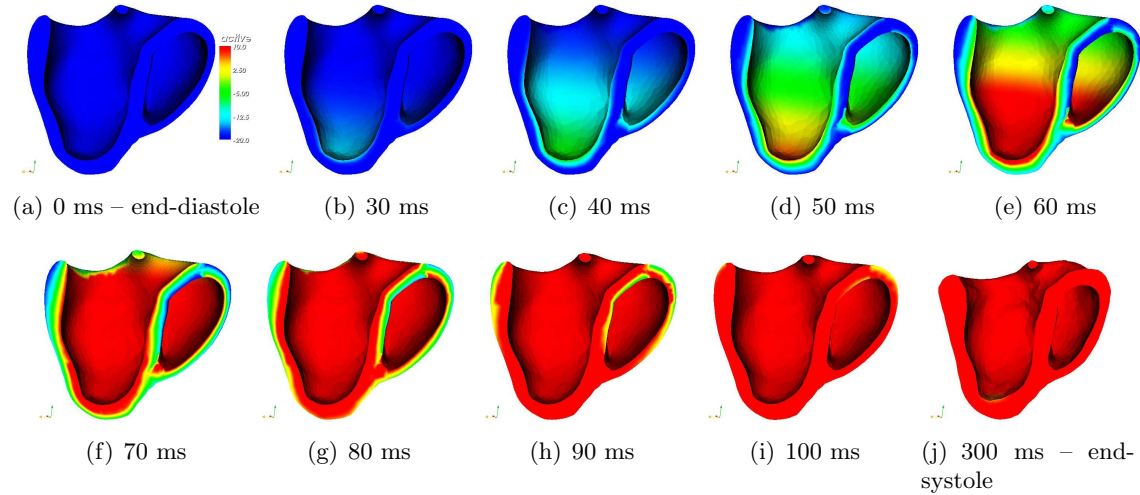 active
10.0
2.50
-5.00
-12.5
-20.0
(a) 0 ms – end-diastole
(b) 30 ms
(c) 40 ms
(d) 50 ms
(e) 60 ms
(f) 70 ms
(g) 80 ms
(h) 90 ms
(i) 100 ms
(j) 300 ms – end-
systole